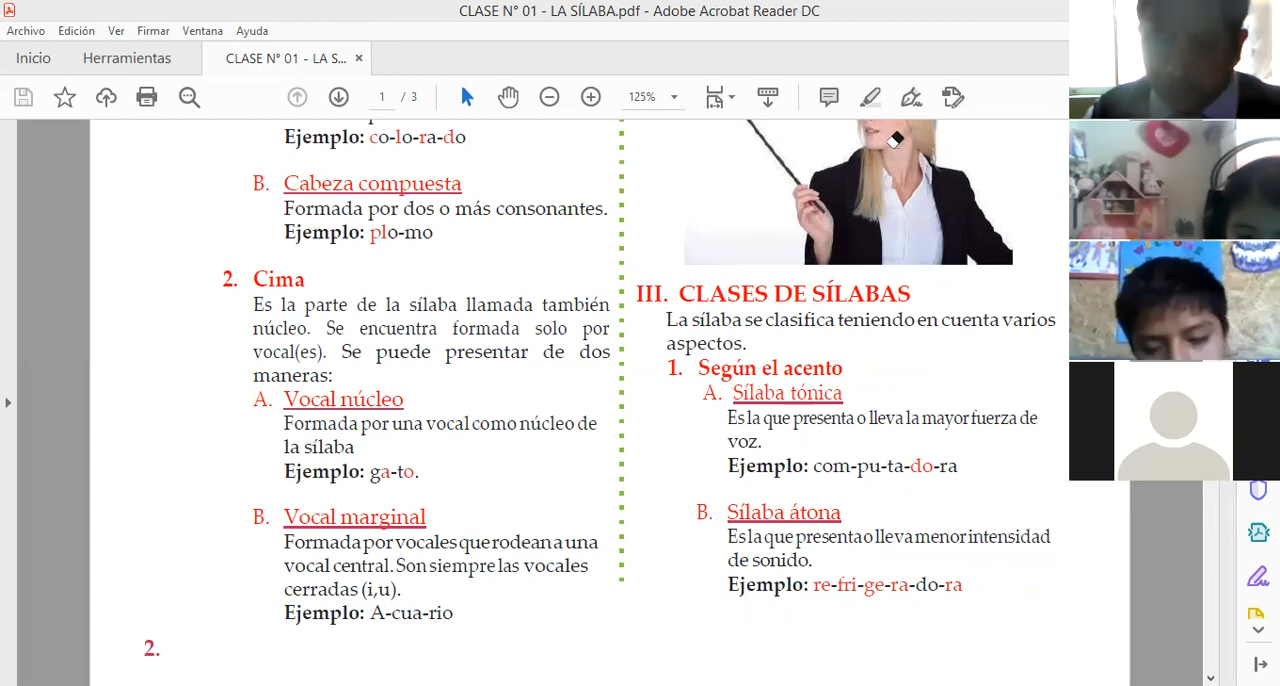 CLASE N° 01 - LA SÍLABA.pdf - Adobe Acrobat Reader DC
Archivo Edición Ver Firmar Ventana Ayuda
Inicio Herramientas CLASE N° 01 - LA S... ×
1 / 3 125%
Ejemplo: co-lo-ra-do
B. Cabeza compuesta
Formada por dos o más consonantes.
Ejemplo: plo-mo
2. Cima
Es la parte de la sílaba llamada también
núcleo. Se encuentra formada solo por
vocal(es). Se puede presentar de dos
maneras:
A. Vocal núcleo
Formada por una vocal como núcleo de
la sílaba
Ejemplo: ga-to.
B. Vocal marginal
Formada por vocales que rodean a una
vocal central. Son siempre las vocales
cerradas (i,u).
Ejemplo: A-cua-rio
2.
III. CLASES DE SÍLABAS
La sílaba se clasifica teniendo en cuenta varios
aspectos.
1. Según el acento
A. Sílaba tónica
Es la que presenta o lleva la mayor fuerza de
voz.
Ejemplo: com-pu-ta-do-ra
B. Sílaba átona
Es la que presenta o lleva menor intensidad
de sonido.
Ejemplo: re-fri-ge-ra-do-ra